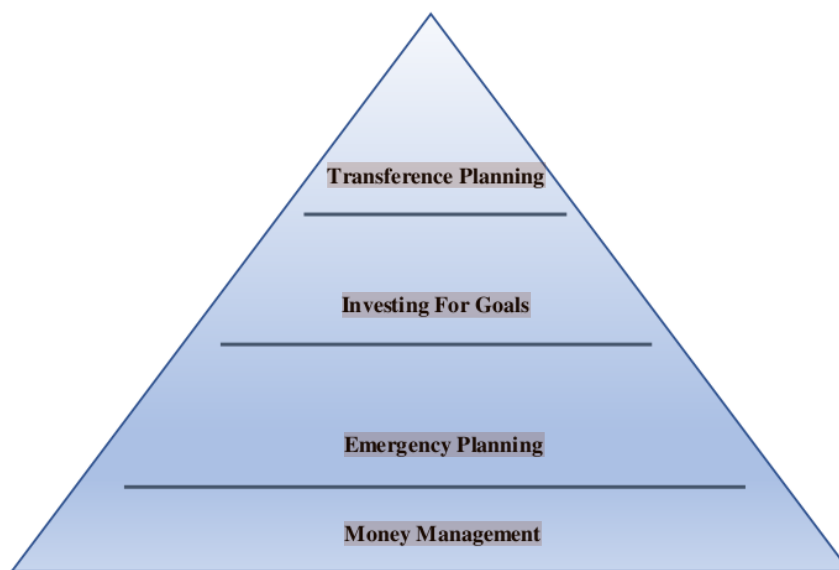 Transference Planning
Investing For Goals
Emergency Planning
Money Management